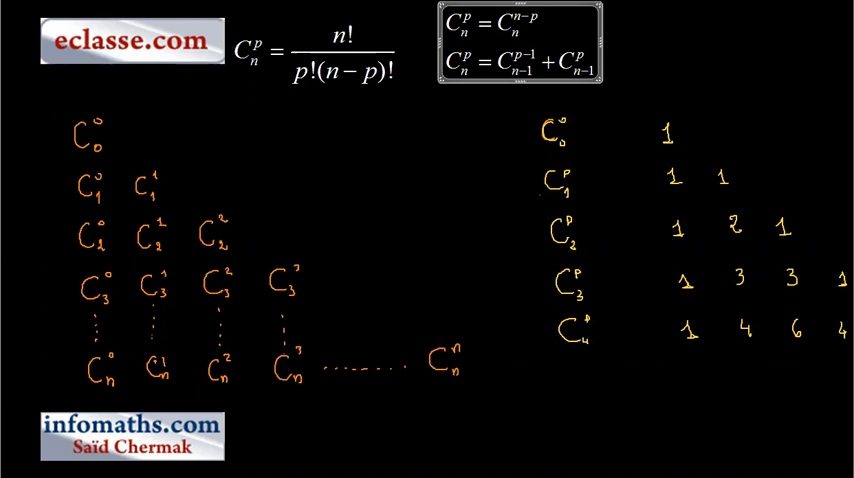 eclasse.com
C_n^p = n! / p!(n − p)!
C_n^p = C_n^{n−p}
C_n^p = C_{n−1}^{p−1} + C_{n−1}^p
C_0^0
C_1^0 C_1^1
C_2^0 C_2^1 C_2^2
C_3^0 C_3^1 C_3^2 C_3^3
C_n^0 C_n^1 C_n^2 C_n^3 ......... C_n^n
C_0^0 1
C_1^p 1 1
C_2^p 1 2 1
C_3^p 1 3 3 1
C_4^p 1 4 6 4
infomaths.com
Saïd Chermak